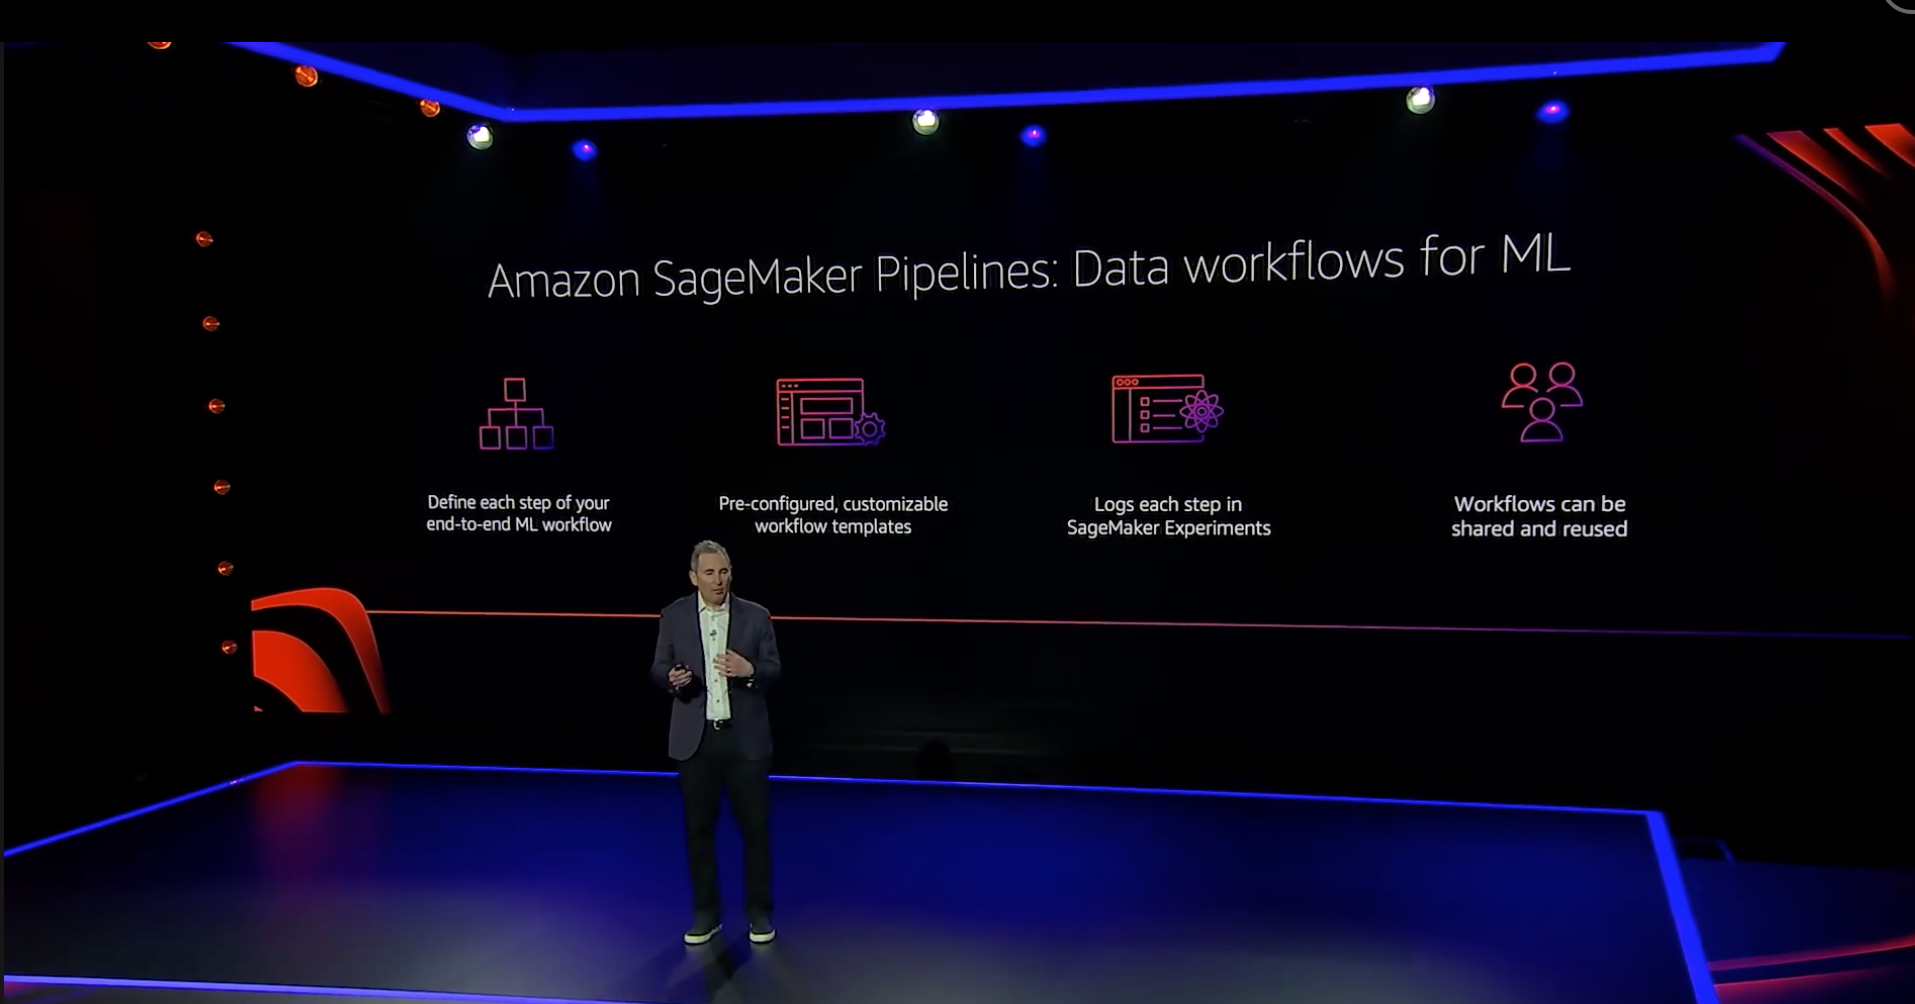 Amazon SageMaker Pipelines: Data workflows for ML
Define each step of your
end-to-end ML workflow
Pre-configured, customizable
workflow templates
Logs each step in
SageMaker Experiments
Workflows can be
shared and reused